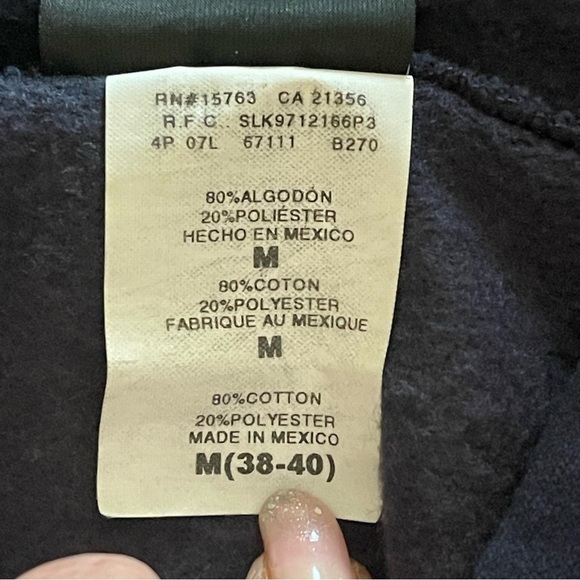 RN#15763 CA 21356
R.F.C. SLK9712166P3
4P 07L 67111 B270
80%ALGODÓN
20%POLIÉSTER
HECHO EN MEXICO
M
80%COTON
20%POLYESTER
FABRIQUE AU MEXIQUE
M
80%COTTON
20%POLYESTER
MADE IN MEXICO
M(38-40)